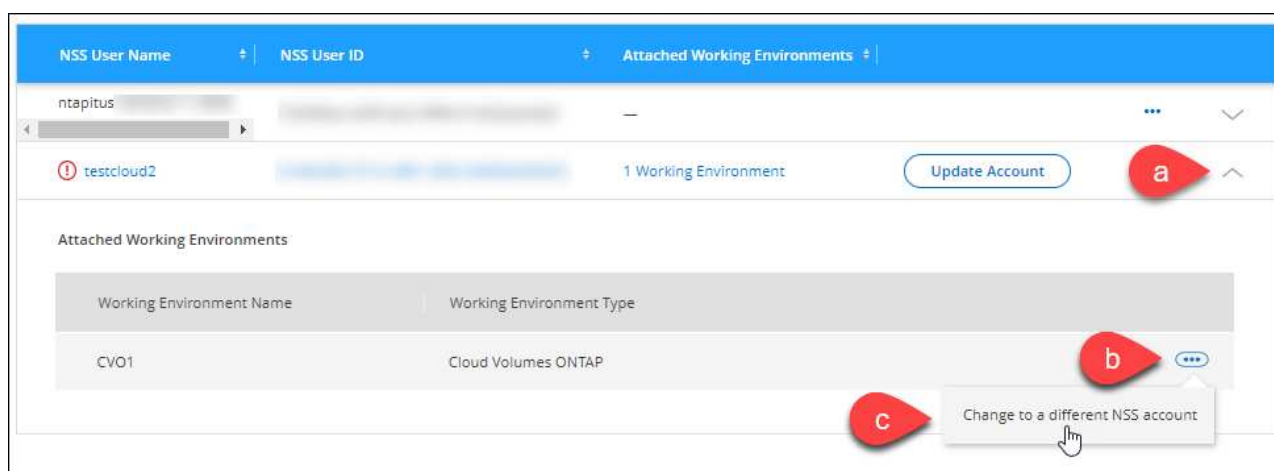 NSS User Name NSS User ID Attached Working Environments
ntapitus —
testcloud2 1 Working Environment Update Account a
Attached Working Environments
Working Environment Name Working Environment Type
CVO1 Cloud Volumes ONTAP b
c Change to a different NSS account